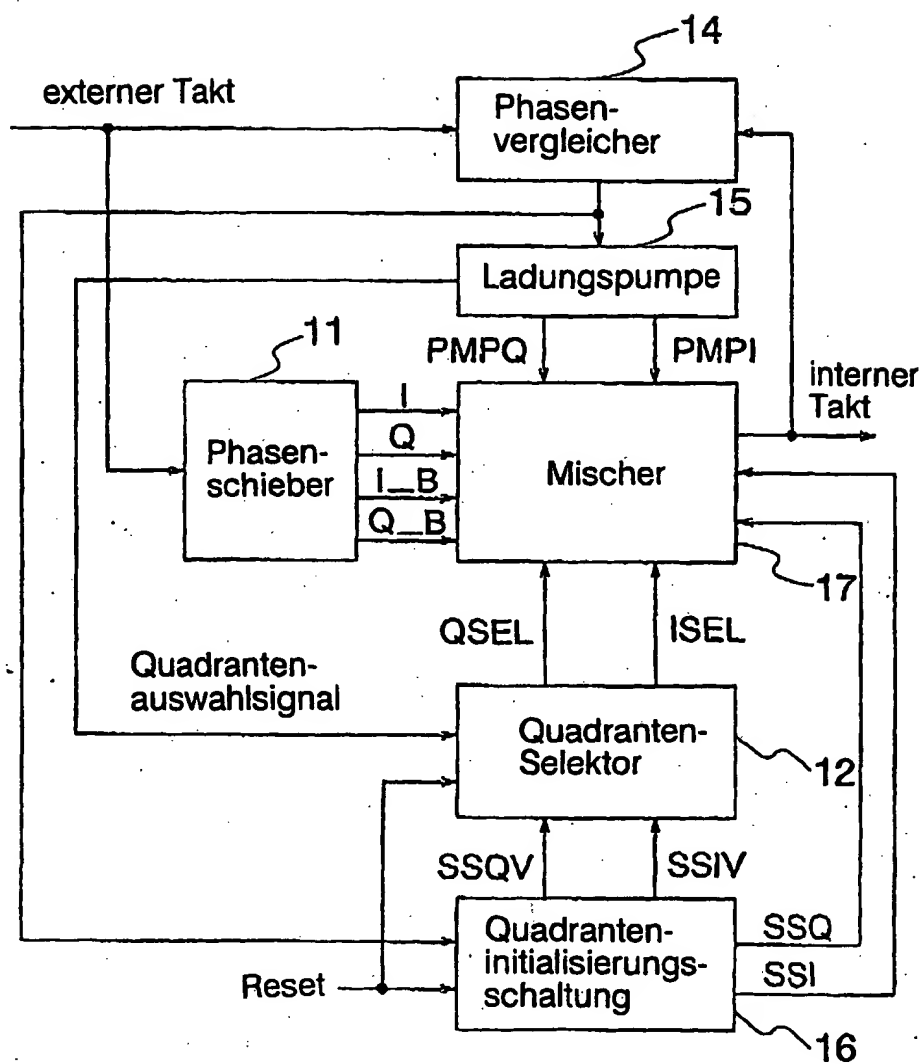 14
externer Takt
Phasen-
vergleicher
15
Ladungspumpe
11
PMPQ
PMPI
interner
Takt
I
Q
I_B
Q_B
Phasen-
schieber
Mischer
17
QSEL
ISEL
Quadranten-
auswahlsignal
Quadranten-
Selektor
12
SSQV
SSIV
Quadranten-
initialisierungs-
schaltung
SSQ
SSI
Reset
16